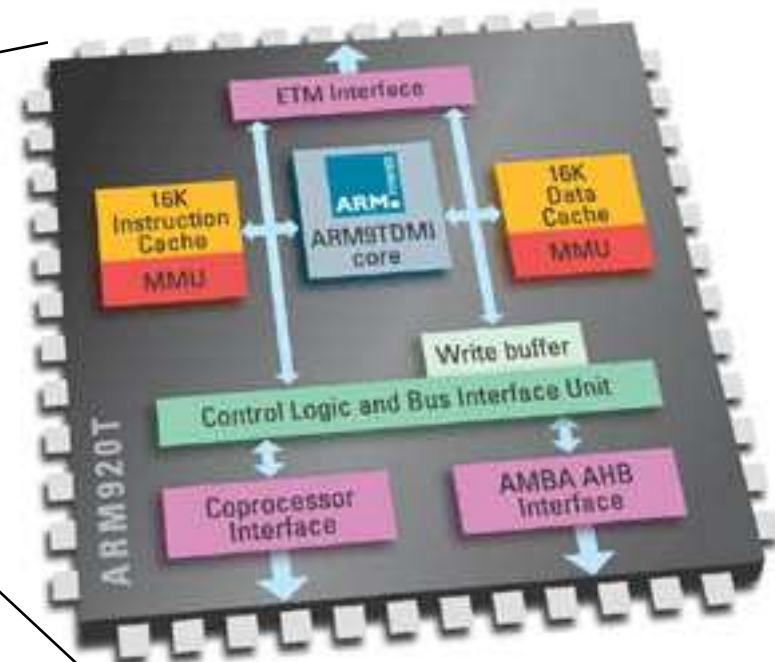 ETM Interface
16K
Instruction
Cache
MMU
ARM
ARM9TDMI
core
16K
Data
Cache
MMU
Write buffer
Control Logic and Bus Interface Unit
Coprocessor
Interface
AMBA AHB
Interface
ARM920T